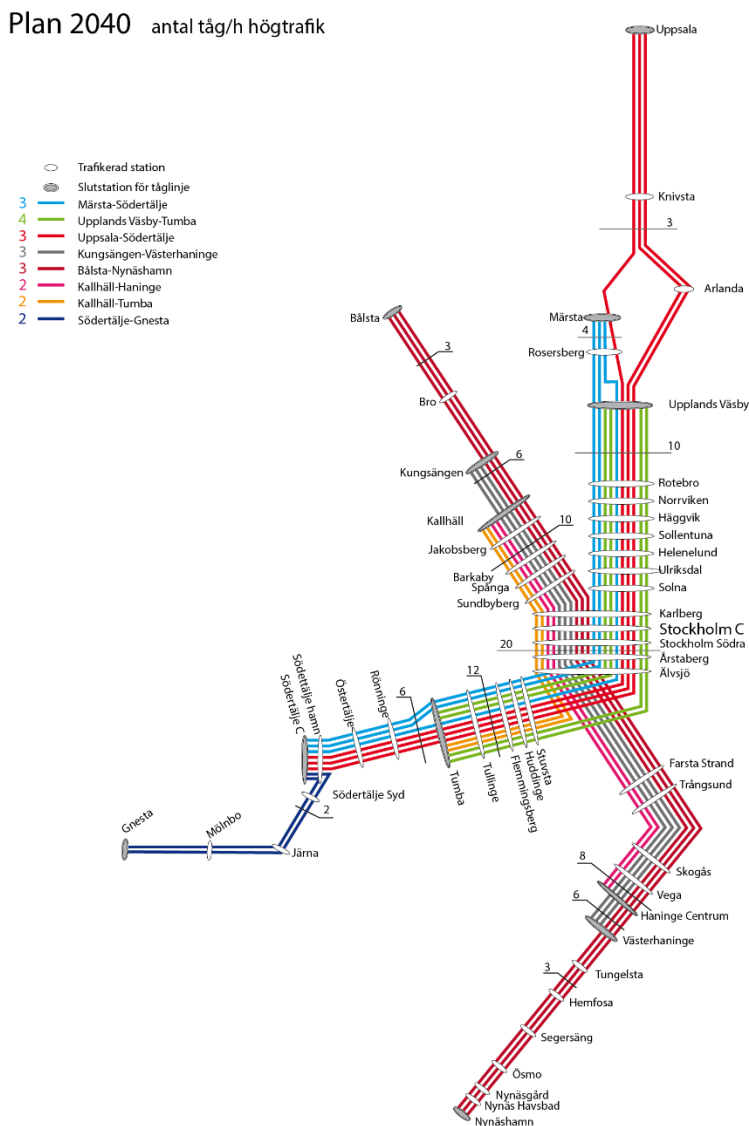 Plan 2040 antal tåg/h högtrafik
Trafikerad station
Slutstation för tåglinje
3 Märsta-Södertälje
4 Upplands Väsby-Tumba
3 Uppsala-Södertälje
3 Kungsängen-Västerhaninge
3 Bålsta-Nynäshamn
2 Kallhäll-Haninge
2 Kallhäll-Tumba
2 Södertälje-Gnesta
Uppsala
Knivsta
3
Arlanda
Märsta
4
Rosersberg
Upplands Väsby
10
Rotebro
Norrviken
Häggvik
Sollentuna
Helenelund
Ulriksdal
Solna
Karlberg
Stockholm C
Stockholm Södra
20
Årstaberg
Älvsjö
Bålsta
3
Bro
6
Kungsängen
Kallhäll
10
Jakobsberg
Barkaby
Spånga
Sundbyberg
Södertälje C
Södettälje hamn
Östertälje
Rönninge
6
12
Tumba
Tullinge
Flemmingsberg
Huddinge
Stuvsta
Södertälje Syd
2
Gnesta
Mölnbo
Järna
Farsta Strand
Trångsund
Skogås
8
Vega
6
Haninge Centrum
Västerhaninge
3
Tungelsta
Hemfosa
Segersäng
Ösmo
Nynäsgård
Nynäs Havsbad
Nynäshamn